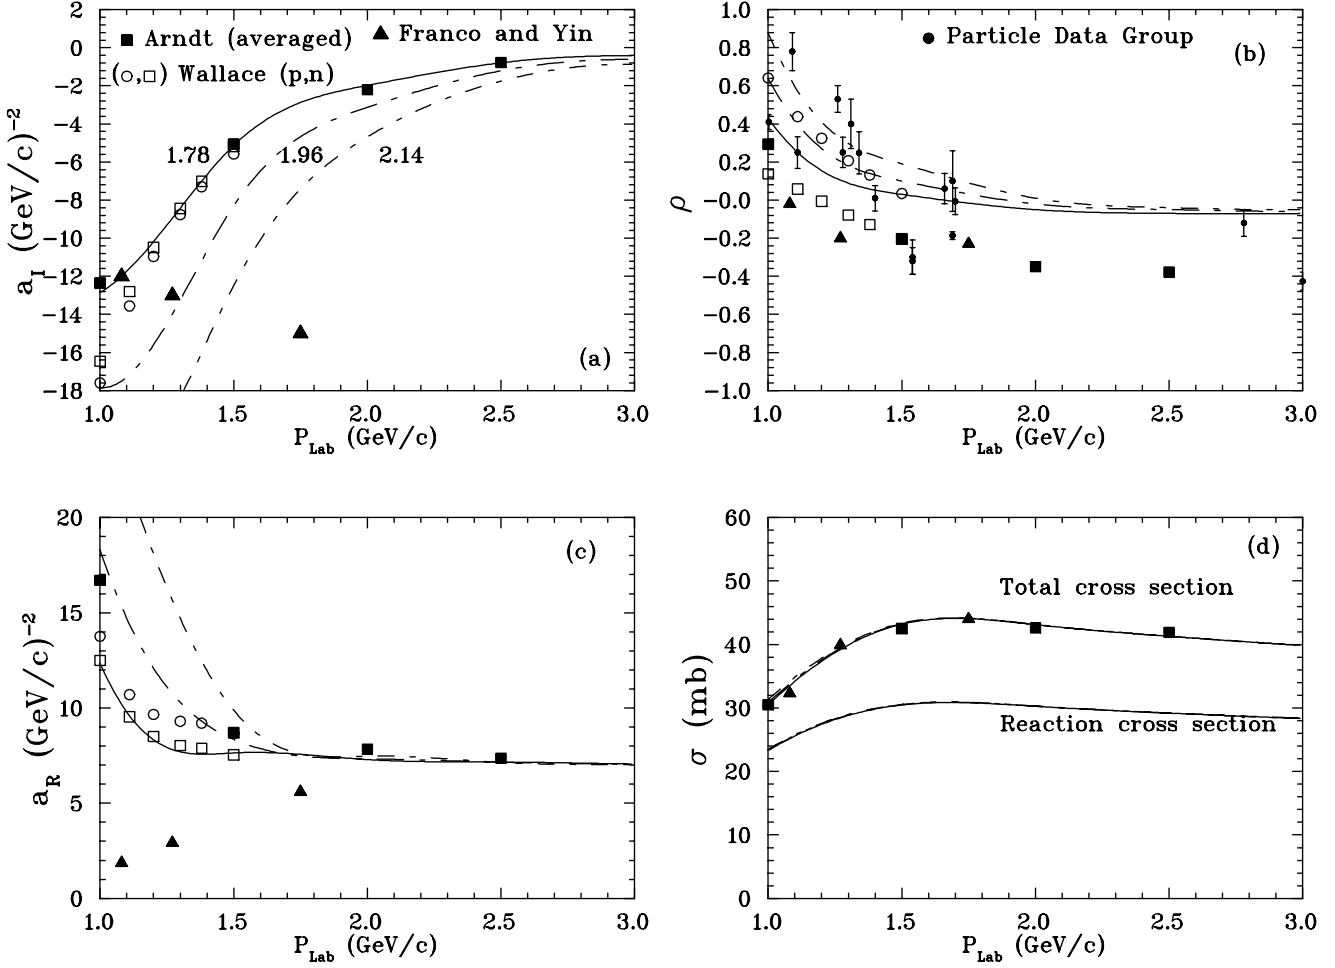 2
0
−2
−4
−6
−8
−10
−12
−14
−16
−18
a_I (GeV/c)^−2
■ Arndt (averaged) ▲ Franco and Yin
(○,□) Wallace (p,n)
1.78 1.96 2.14
(a)
1.0 1.5 2.0 2.5 3.0
P_Lab (GeV/c)
1.0
0.8
0.6
0.4
0.2
−0.0
−0.2
−0.4
−0.6
−0.8
−1.0
ρ
● Particle Data Group
(b)
1.0 1.5 2.0 2.5 3.0
P_Lab (GeV/c)
20
15
10
5
0
a_R (GeV/c)^−2
(c)
1.0 1.5 2.0 2.5 3.0
P_Lab (GeV/c)
60
50
40
30
20
10
0
σ (mb)
(d)
Total cross section
Reaction cross section
1.0 1.5 2.0 2.5 3.0
P_Lab (GeV/c)